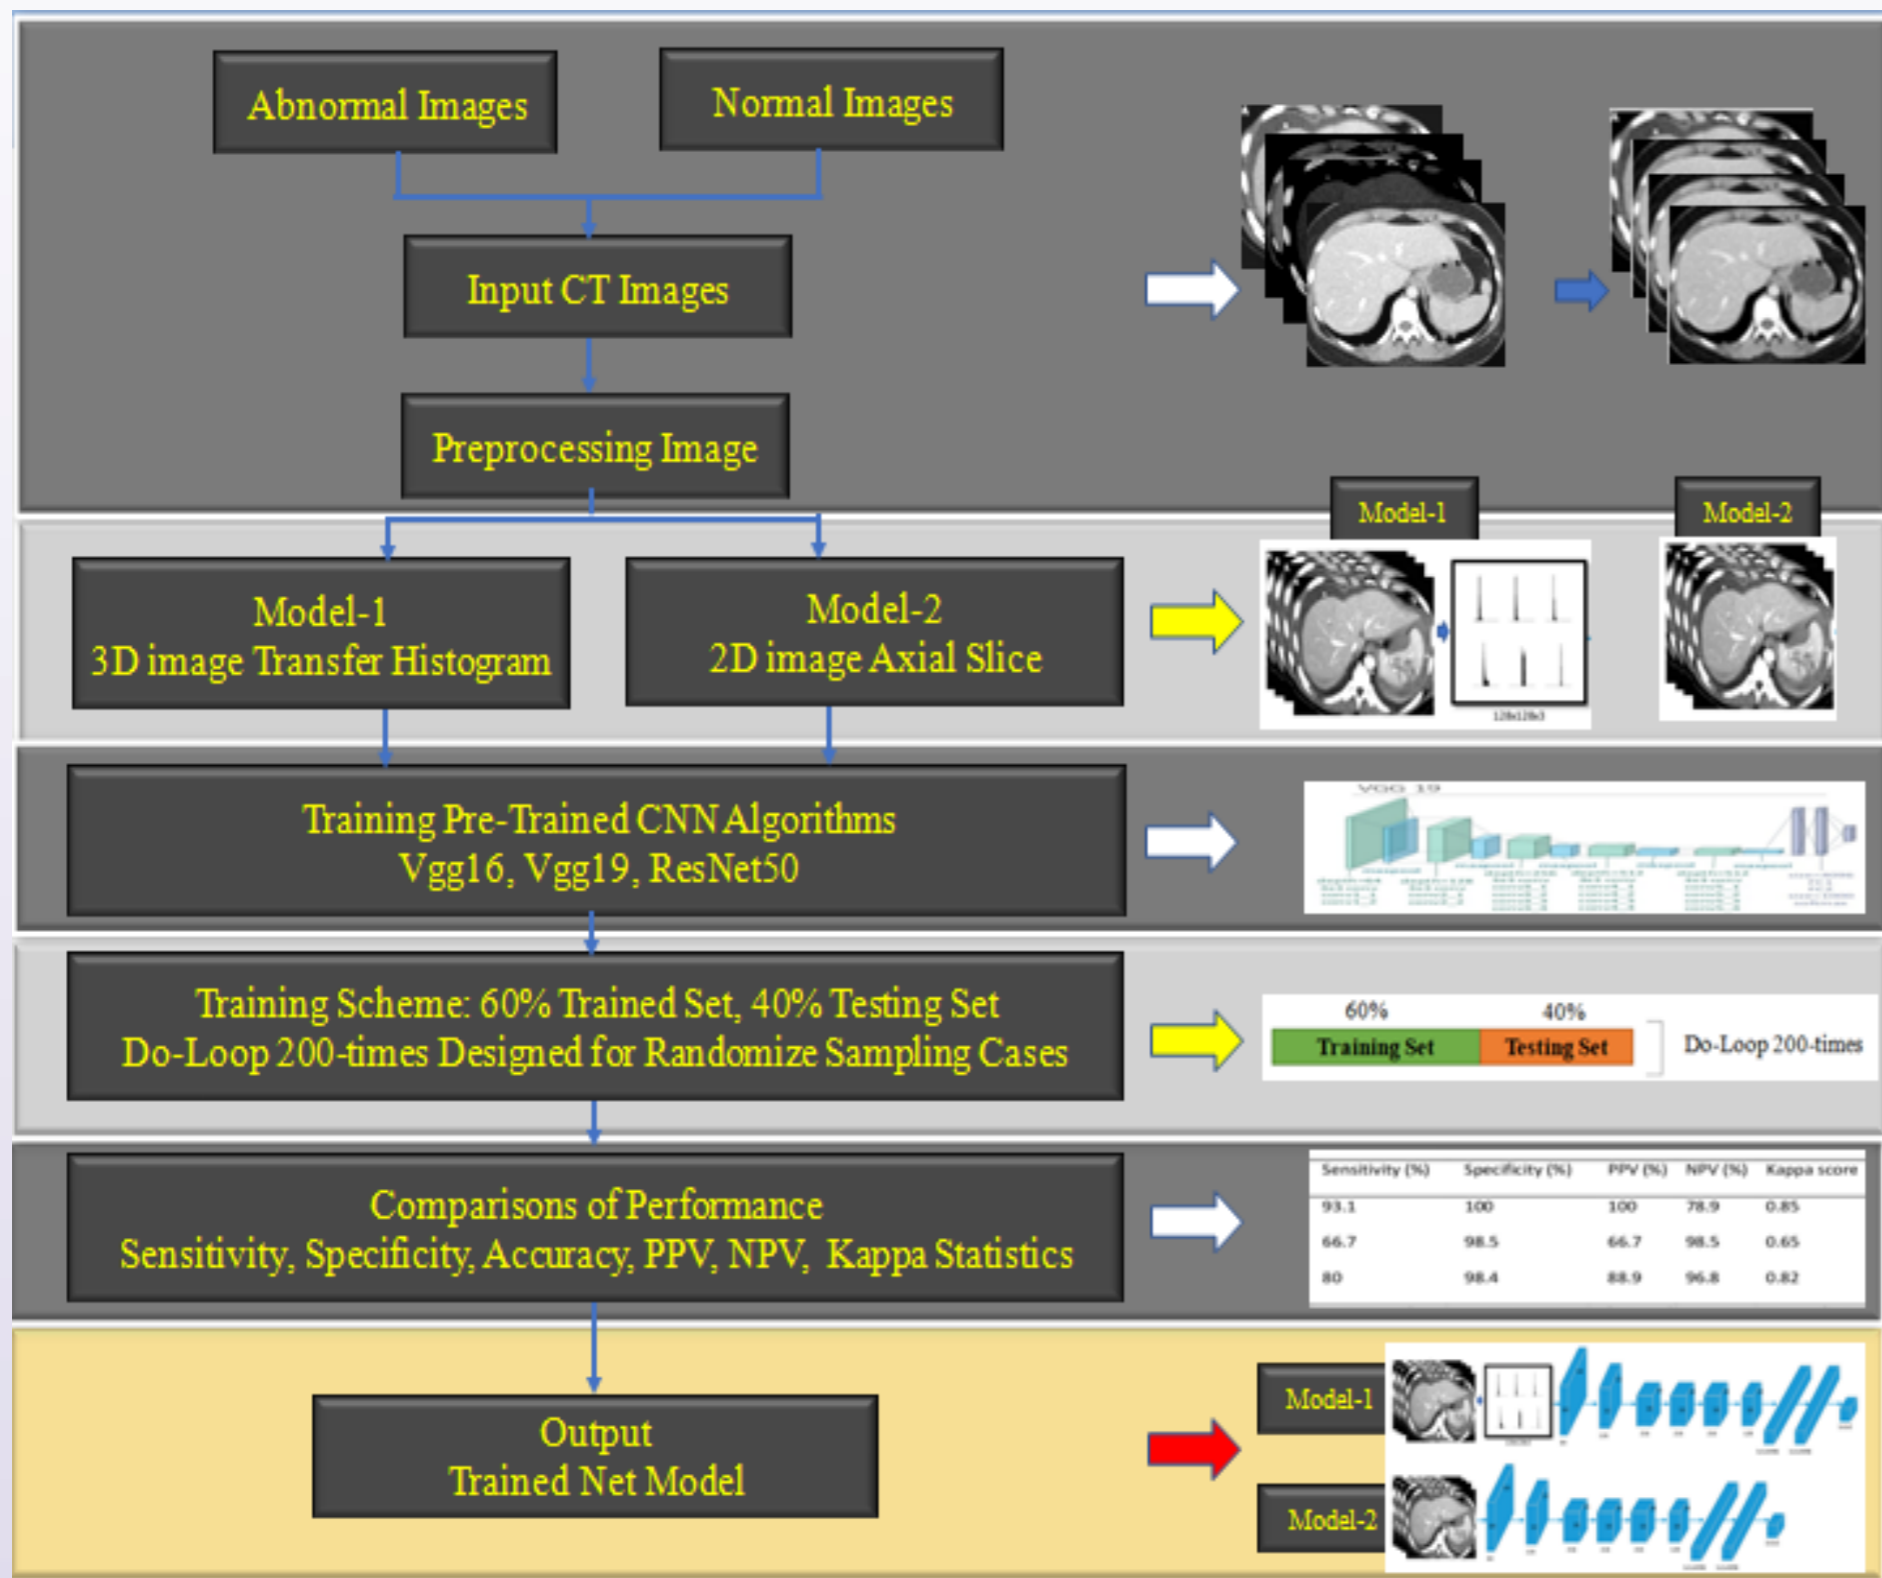 Abnormal Images
Normal Images
Input CT Images
Preprocessing Image
Model-1
Model-2
Model-1
3D image Transfer Histogram
Model-2
2D image Axial Slice
128x128x3
Training Pre-Trained CNN Algorithms
Vgg16, Vgg19, ResNet50
VGG 19
Training Scheme: 60% Trained Set, 40% Testing Set
Do-Loop 200-times Designed for Randomize Sampling Cases
60%
40%
Training Set
Testing Set
Do-Loop 200-times
Comparisons of Performance
Sensitivity, Specificity, Accuracy, PPV, NPV, Kappa Statistics
Sensitivity (%) Specificity (%) PPV (%) NPV (%) Kappa score
93.1 100 100 78.9 0.85
66.7 98.5 66.7 98.5 0.65
80 98.4 88.9 96.8 0.82
Output
Trained Net Model
Model-1
Model-2